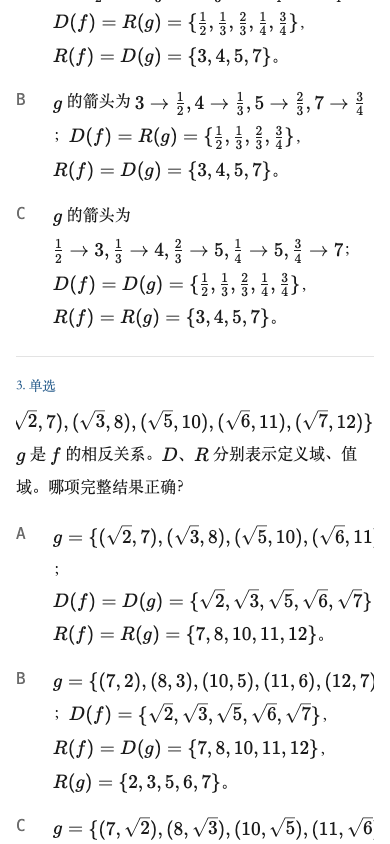 D(f) = R(g) = {1/2, 1/3, 2/3, 1/4, 3/4},
R(f) = D(g) = {3, 4, 5, 7}。
B g 的箭头为 3 → 1/2, 4 → 1/3, 5 → 2/3, 7 → 3/4
；D(f) = R(g) = {1/2, 1/3, 2/3, 3/4},
R(f) = D(g) = {3, 4, 5, 7}。
C g 的箭头为
1/2 → 3, 1/3 → 4, 2/3 → 5, 1/4 → 5, 3/4 → 7;
D(f) = D(g) = {1/2, 1/3, 2/3, 1/4, 3/4},
R(f) = R(g) = {3, 4, 5, 7}。
3. 单选
√2, 7), (√3, 8), (√5, 10), (√6, 11), (√7, 12)}
g 是 f 的相反关系。D、R 分别表示定义域、值
域。哪项完整结果正确?
A g = {(√2, 7), (√3, 8), (√5, 10), (√6, 11
；
D(f) = D(g) = {√2, √3, √5, √6, √7}
R(f) = R(g) = {7, 8, 10, 11, 12}。
B g = {(7, 2), (8, 3), (10, 5), (11, 6), (12, 7)
；D(f) = {√2, √3, √5, √6, √7},
R(f) = D(g) = {7, 8, 10, 11, 12},
R(g) = {2, 3, 5, 6, 7}。
C g = {(7, √2), (8, √3), (10, √5), (11, √6